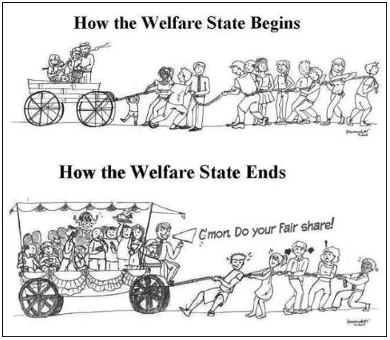 How the Welfare State Begins
How the Welfare State Ends
C'mon. Do your Fair share!